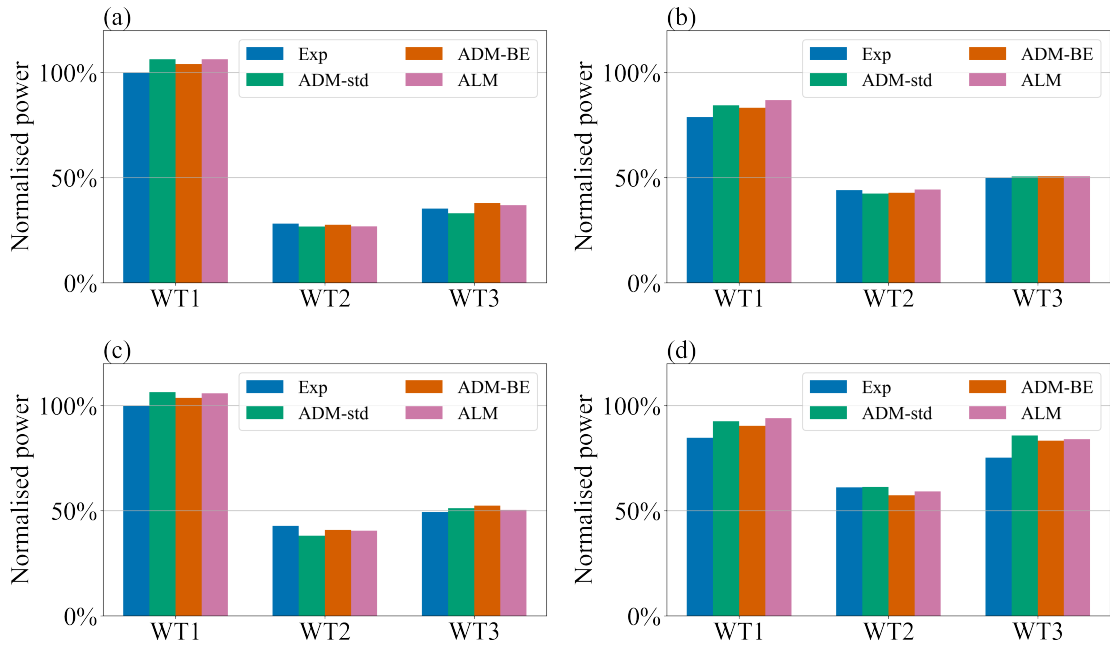 (a)
Normalised power
100%
50%
0%
Exp
ADM-BE
ADM-std
ALM
WT1
WT2
WT3
(b)
Normalised power
100%
50%
0%
Exp
ADM-BE
ADM-std
ALM
WT1
WT2
WT3
(c)
Normalised power
100%
50%
0%
Exp
ADM-BE
ADM-std
ALM
WT1
WT2
WT3
(d)
Normalised power
100%
50%
0%
Exp
ADM-BE
ADM-std
ALM
WT1
WT2
WT3